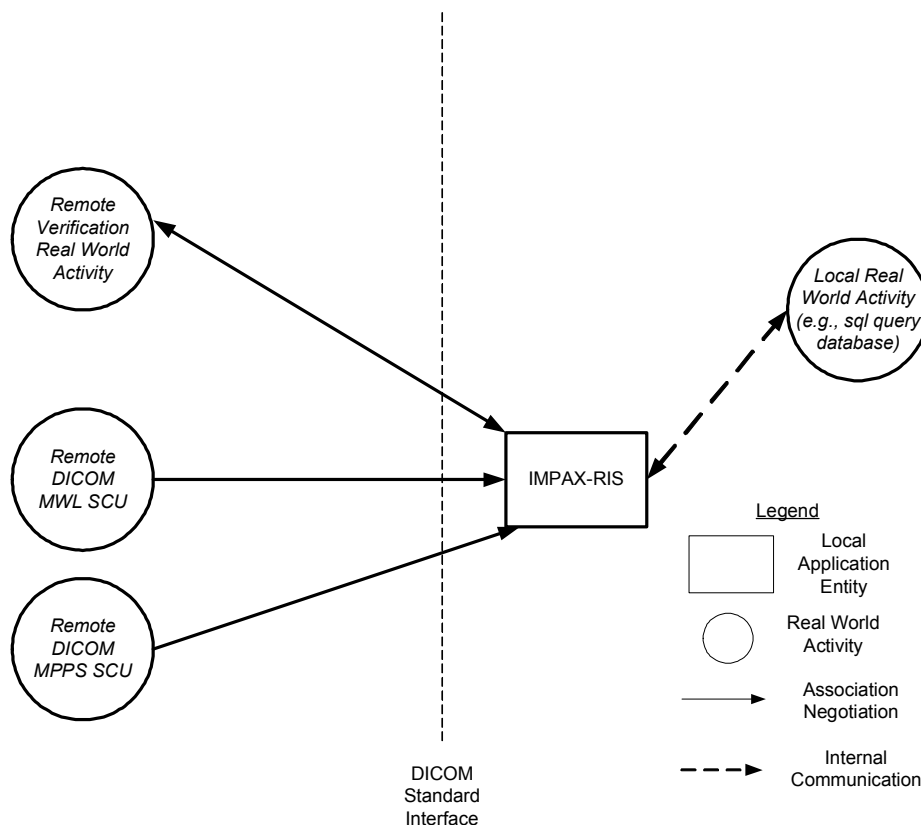 Remote
Verification
Real World
Activity
Local Real
World Activity
(e.g., sql query
database)
Remote
DICOM
MWL SCU
IMPAX-RIS
Legend
Local
Application
Entity
Remote
DICOM
MPPS SCU
Real World
Activity
Association
Negotiation
Internal
Communication
DICOM
Standard
Interface